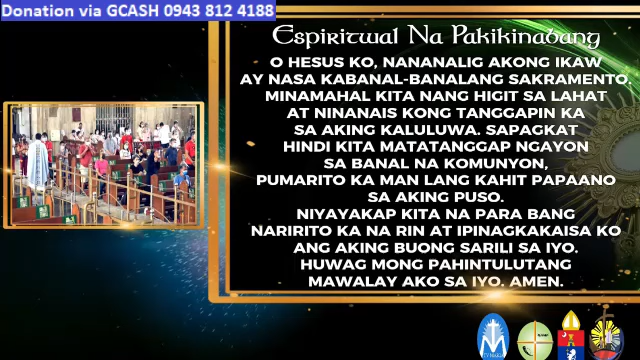 Donation via GCASH 0943 812 4188
Espiritwal Na Pakikinabang
O HESUS KO, NANANALIG AKONG IKAW
AY NASA KABANAL-BANALANG SAKRAMENTO.
MINAMAHAL KITA NANG HIGIT SA LAHAT
AT NINANAIS KONG TANGGAPIN KA
SA AKING KALULUWA. SAPAGKAT
HINDI KITA MATATANGGAP NGAYON
SA BANAL NA KOMUNYON,
PUMARITO KA MAN LANG KAHIT PAPAANO
SA AKING PUSO.
NIYAYAKAP KITA NA PARA BANG
NARIRITO KA NA RIN AT IPINAGKAKAISA KO
ANG AKING BUONG SARILI SA IYO.
HUWAG MONG PAHINTULUTANG
MAWALAY AKO SA IYO. AMEN.